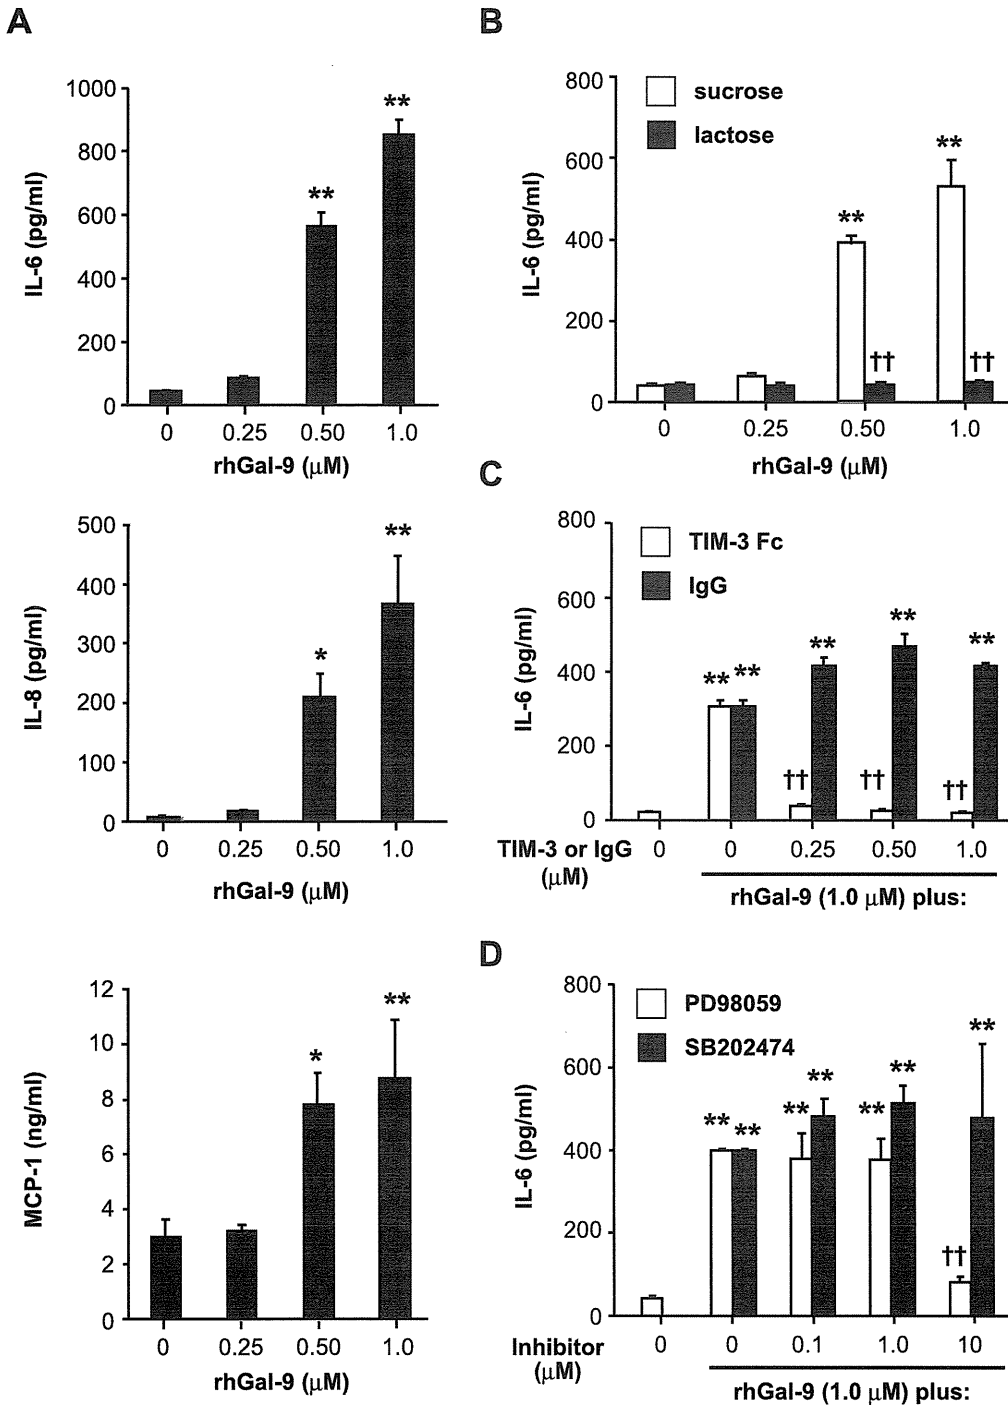 A
IL-6 (pg/ml)
1000
800
600
400
200
0
**
**
0 0.25 0.50 1.0
rhGal-9 (µM)
IL-8 (pg/ml)
500
400
300
200
100
0
*
**
0 0.25 0.50 1.0
rhGal-9 (µM)
MCP-1 (ng/ml)
12
10
8
6
4
2
0
*
**
0 0.25 0.50 1.0
rhGal-9 (µM)
B
sucrose
lactose
IL-6 (pg/ml)
800
600
400
200
0
**
**
†† ††
0 0.25 0.50 1.0
rhGal-9 (µM)
C
TIM-3 Fc
IgG
IL-6 (pg/ml)
800
600
400
200
0
** ** ** ** **
†† †† ††
TIM-3 or IgG 0 0 0.25 0.50 1.0
(µM)
rhGal-9 (1.0 µM) plus:
D
PD98059
SB202474
IL-6 (pg/ml)
800
600
400
200
0
** ** ** ** ** ** **
††
Inhibitor 0 0 0.1 1.0 10
(µM)
rhGal-9 (1.0 µM) plus: